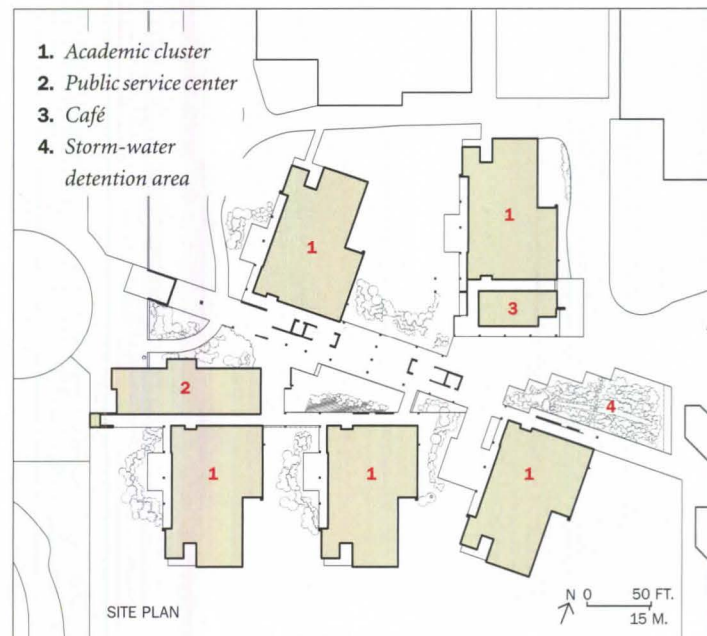 1. Academic cluster
2. Public service center
3. Café
4. Storm-water
detention area
1
1
3
2
4
1
1
1
SITE PLAN
N 0 50 FT.
15 M.